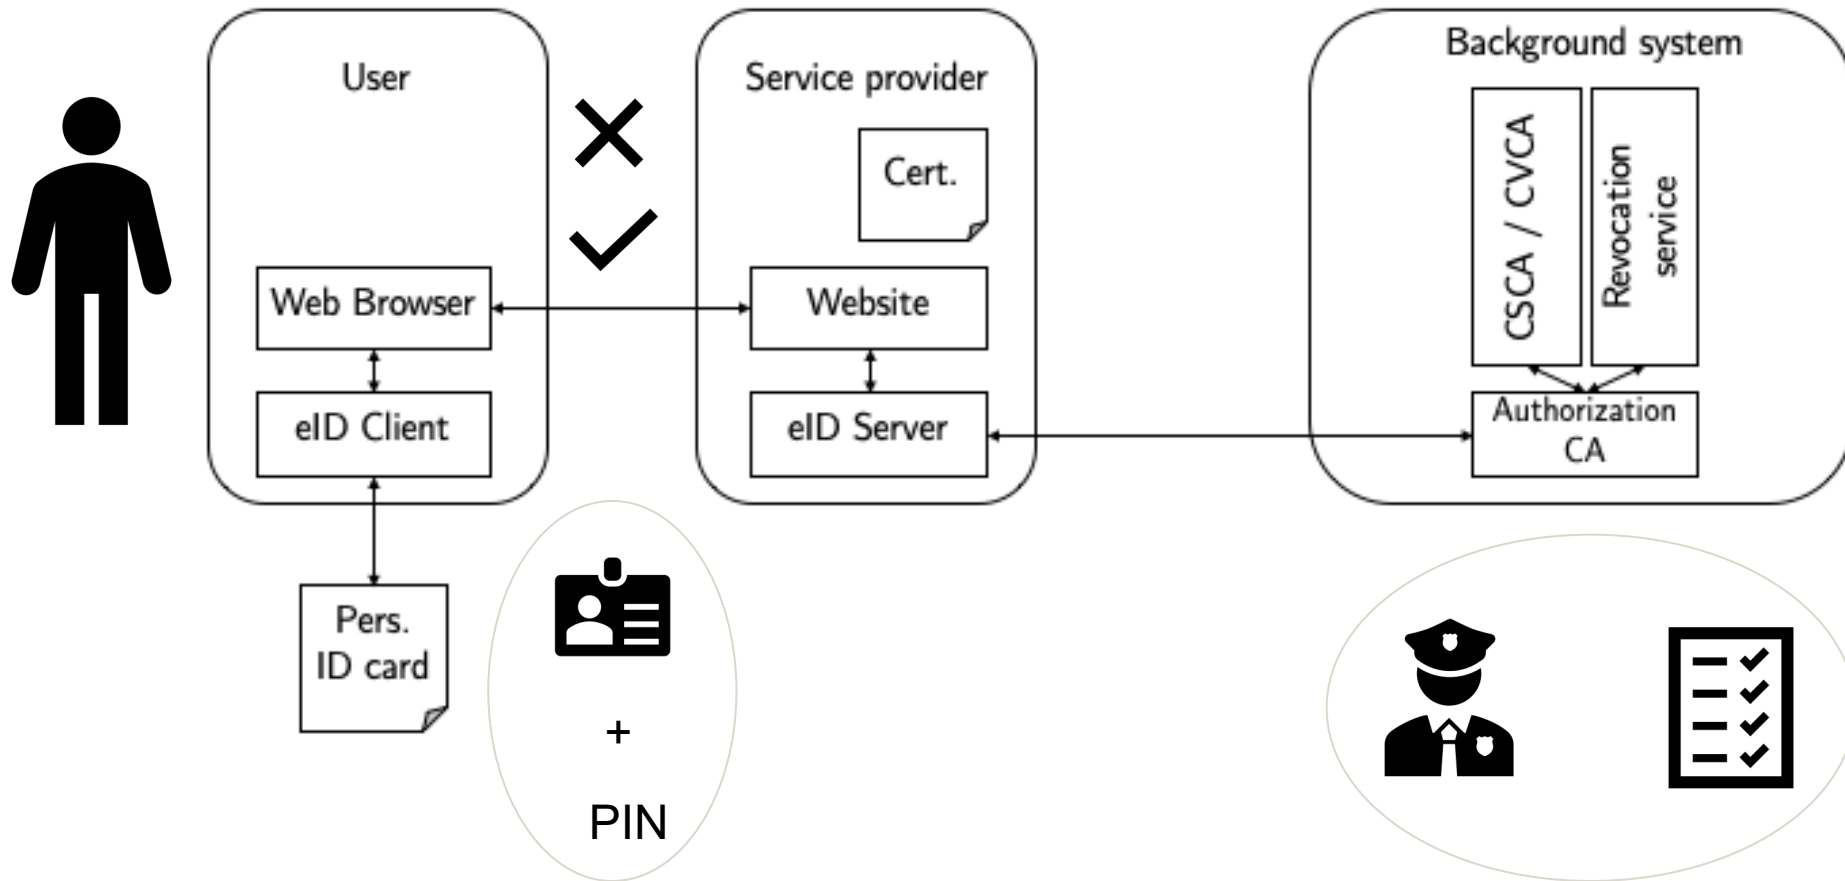 User
Web Browser
eID Client
Pers.
ID card
+
PIN
Service provider
Cert.
Website
eID Server
Background system
CSCA / CVCA
Revocation
service
Authorization
CA